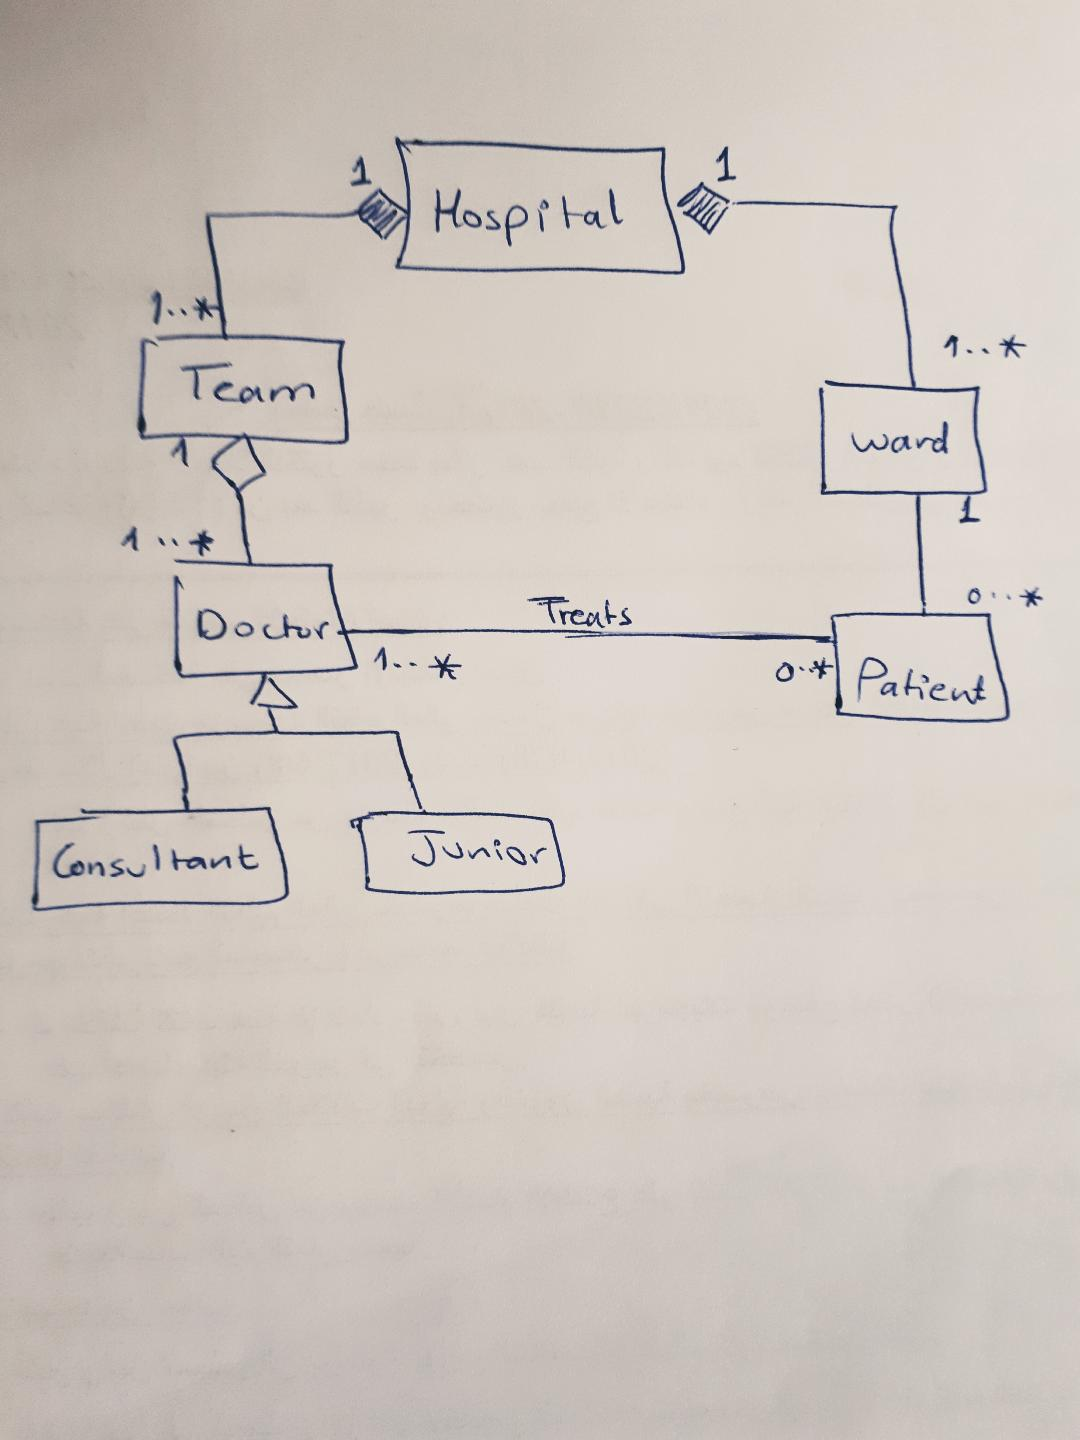 1
1
Hospital
1..*
1..*
Team
ward
1
1
1..*
0..*
Doctor
Treats
1..*
0..*
Patient
Consultant
Junior